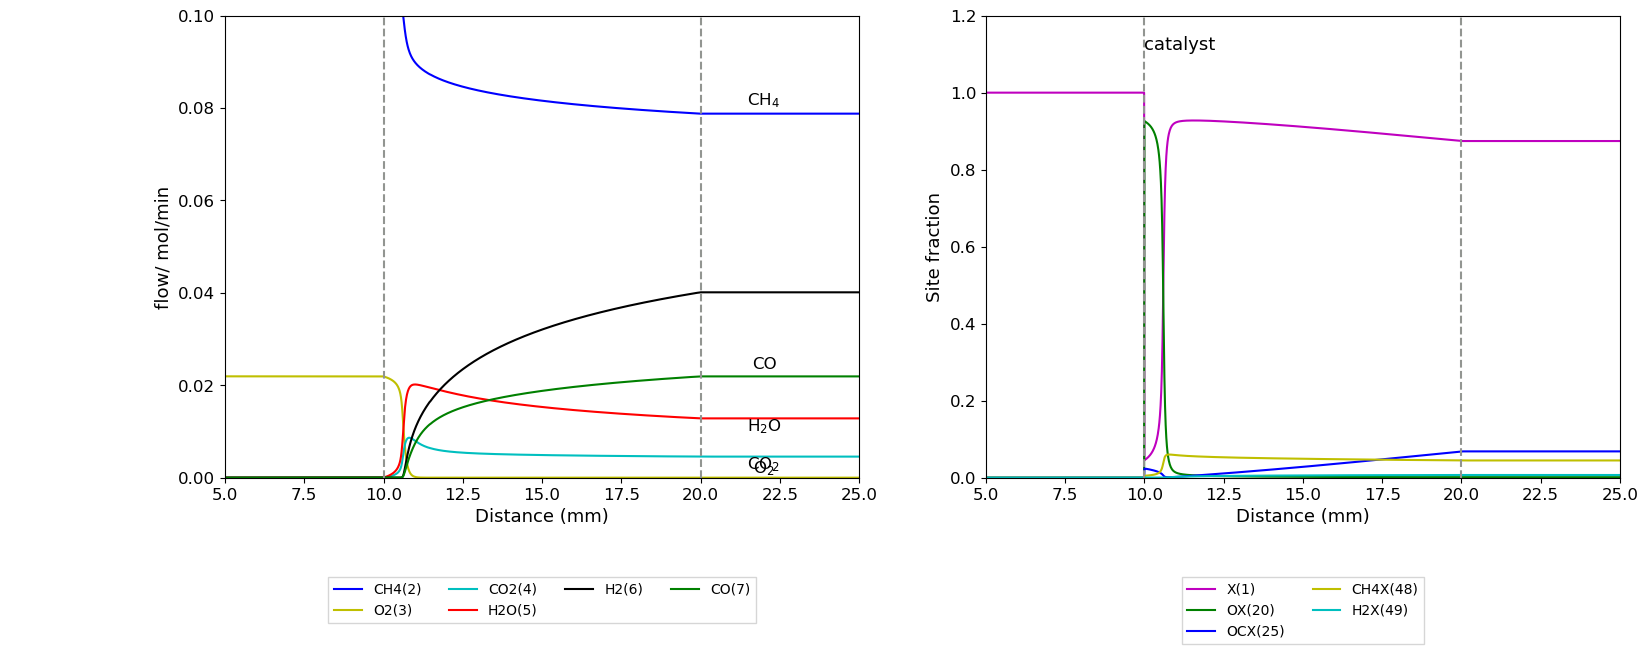 0.10
0.08
0.06
0.04
0.02
0.00
flow/ mol/min
CH₄
CO
H₂O
CO₂
O₂
5.0 7.5 10.0 12.5 15.0 17.5 20.0 22.5 25.0
Distance (mm)
CH4(2) CO2(4) H2(6) CO(7)
O2(3) H2O(5)
1.2
1.0
0.8
0.6
0.4
0.2
0.0
Site fraction
catalyst
5.0 7.5 10.0 12.5 15.0 17.5 20.0 22.5 25.0
Distance (mm)
X(1) CH4X(48)
OX(20) H2X(49)
OCX(25)